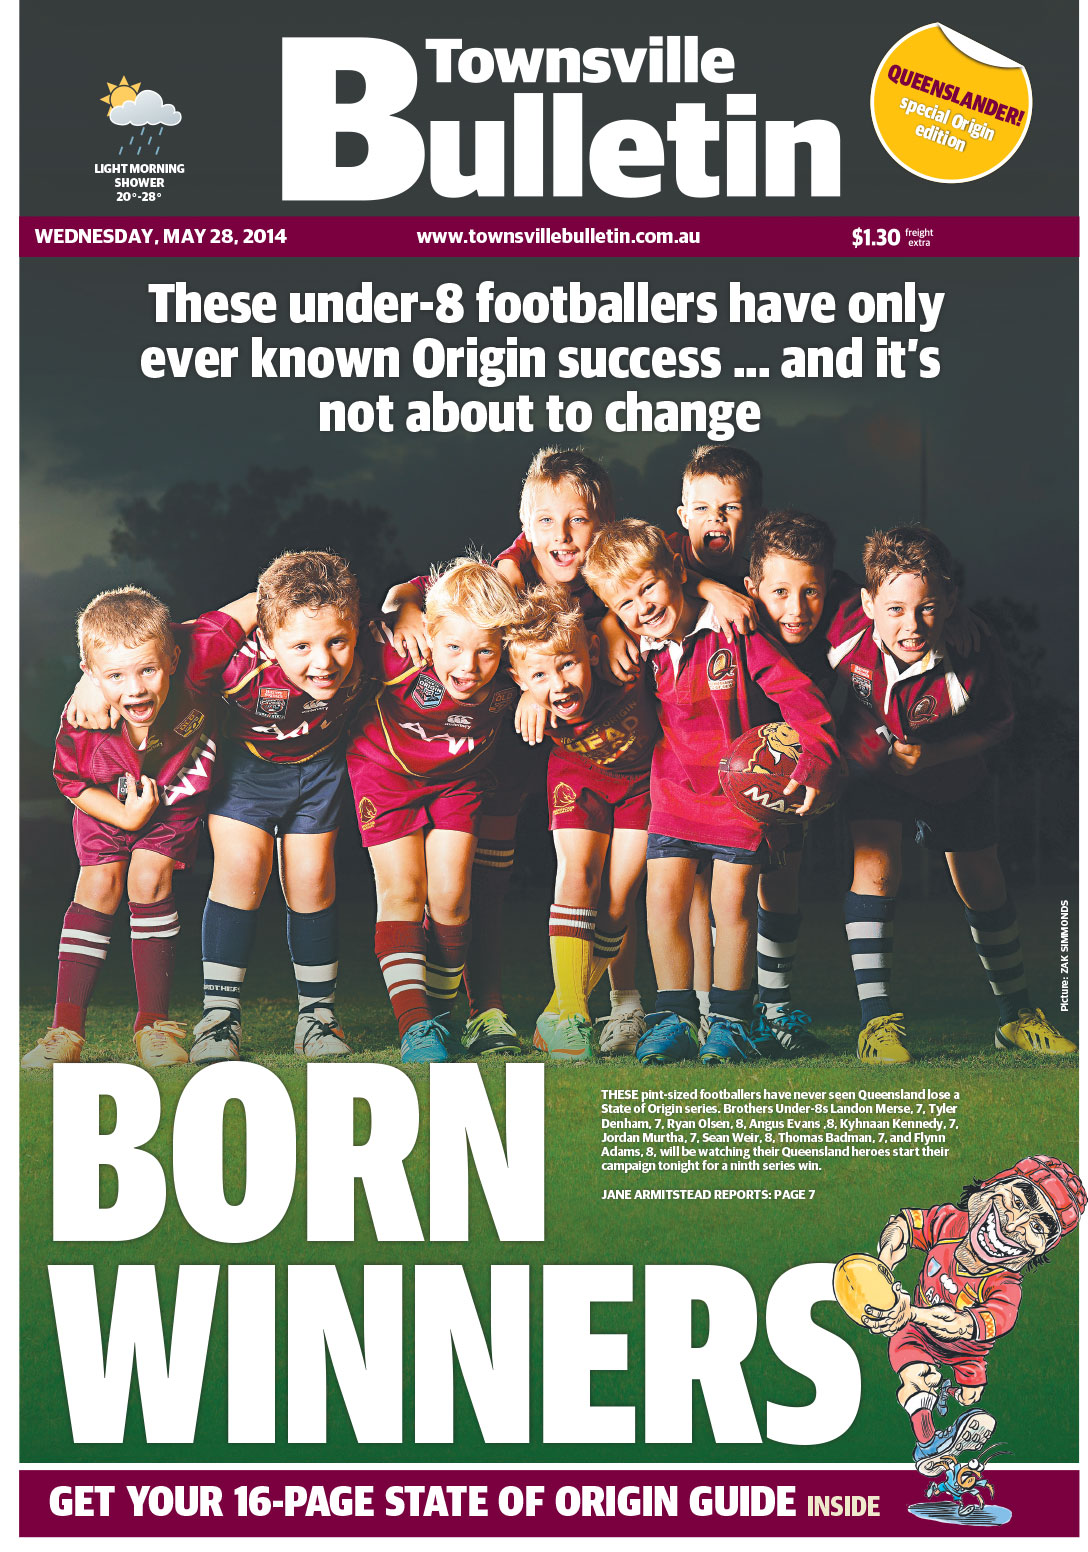 Townsville
Bulletin
QUEENSLANDER!
special Origin
edition
LIGHT MORNING
SHOWER
20°-28°
WEDNESDAY, MAY 28, 2014
www.townsvillebulletin.com.au
$1.30 freight
extra
These under-8 footballers have only
ever known Origin success ... and it's
not about to change
Picture: ZAK SIMMONDS
BROTHERS
BORN
WINNERS
THESE pint-sized footballers have never seen Queensland lose a
State of Origin series. Brothers Under-8s Landon Merse, 7, Tyler
Denham, 7, Ryan Olsen, 8, Angus Evans ,8, Kyhnaan Kennedy, 7,
Jordan Murtha, 7, Sean Weir, 8, Thomas Badman, 7, and Flynn
Adams, 8, will be watching their Queensland heroes start their
campaign tonight for a ninth series win.
JANE ARMITSTEAD REPORTS: PAGE 7
GET YOUR 16-PAGE STATE OF ORIGIN GUIDE INSIDE